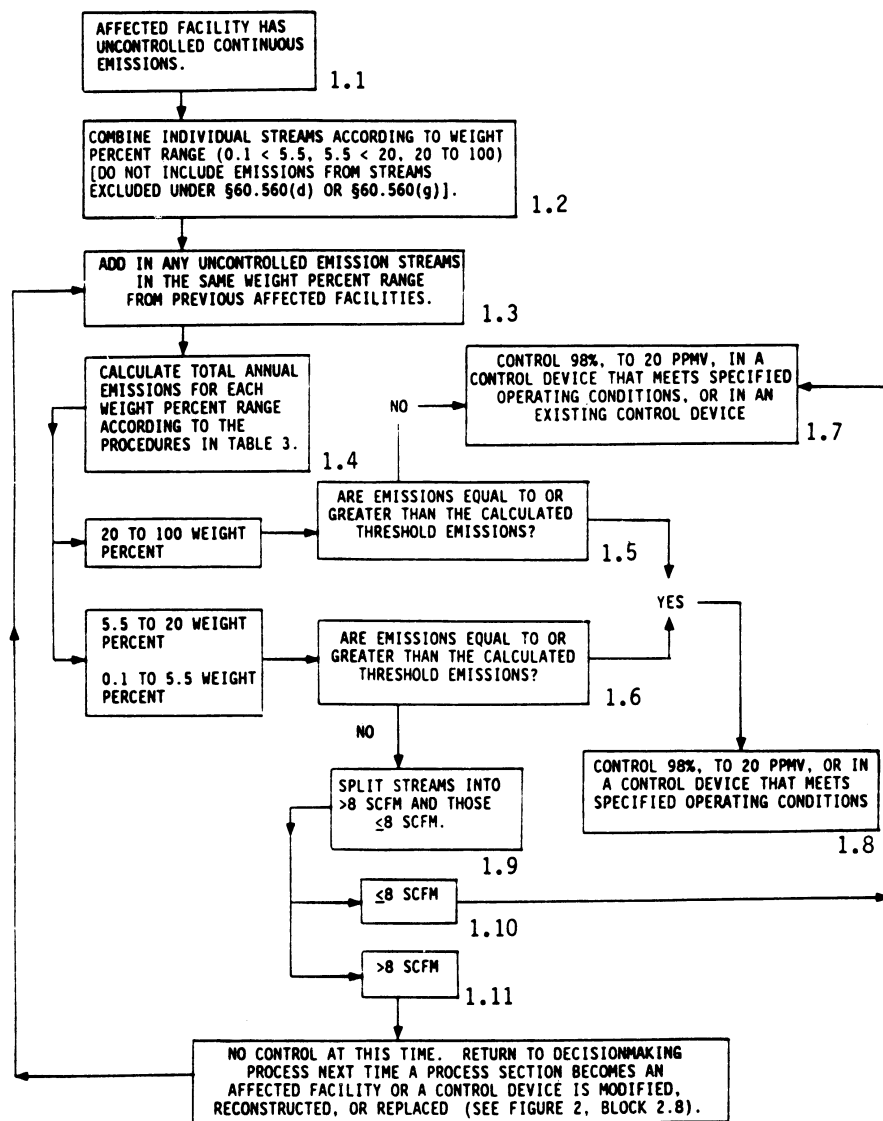 AFFECTED FACILITY HAS
UNCONTROLLED CONTINUOUS
EMISSIONS.
1.1
COMBINE INDIVIDUAL STREAMS ACCORDING TO WEIGHT
PERCENT RANGE (0.1 < 5.5, 5.5 < 20, 20 TO 100)
[DO NOT INCLUDE EMISSIONS FROM STREAMS
EXCLUDED UNDER §60.560(d) OR §60.560(g)].
1.2
ADD IN ANY UNCONTROLLED EMISSION STREAMS
IN THE SAME WEIGHT PERCENT RANGE
FROM PREVIOUS AFFECTED FACILITIES.
1.3
CALCULATE TOTAL ANNUAL
EMISSIONS FOR EACH
WEIGHT PERCENT RANGE
ACCORDING TO THE
PROCEDURES IN TABLE 3.
1.4
NO
CONTROL 98%, TO 20 PPMV, IN A
CONTROL DEVICE THAT MEETS SPECIFIED
OPERATING CONDITIONS, OR IN AN
EXISTING CONTROL DEVICE
1.7
20 TO 100 WEIGHT
PERCENT
ARE EMISSIONS EQUAL TO OR
GREATER THAN THE CALCULATED
THRESHOLD EMISSIONS?
1.5
YES
5.5 TO 20 WEIGHT
PERCENT
0.1 TO 5.5 WEIGHT
PERCENT
ARE EMISSIONS EQUAL TO OR
GREATER THAN THE CALCULATED
THRESHOLD EMISSIONS?
1.6
NO
CONTROL 98%, TO 20 PPMV, OR IN
A CONTROL DEVICE THAT MEETS
SPECIFIED OPERATING CONDITIONS
1.8
SPLIT STREAMS INTO
>8 SCFM AND THOSE
≤8 SCFM.
1.9
≤8 SCFM
1.10
>8 SCFM
1.11
NO CONTROL AT THIS TIME. RETURN TO DECISIONMAKING
PROCESS NEXT TIME A PROCESS SECTION BECOMES AN
AFFECTED FACILITY OR A CONTROL DEVICE IS MODIFIED,
RECONSTRUCTED, OR REPLACED (SEE FIGURE 2, BLOCK 2.8).